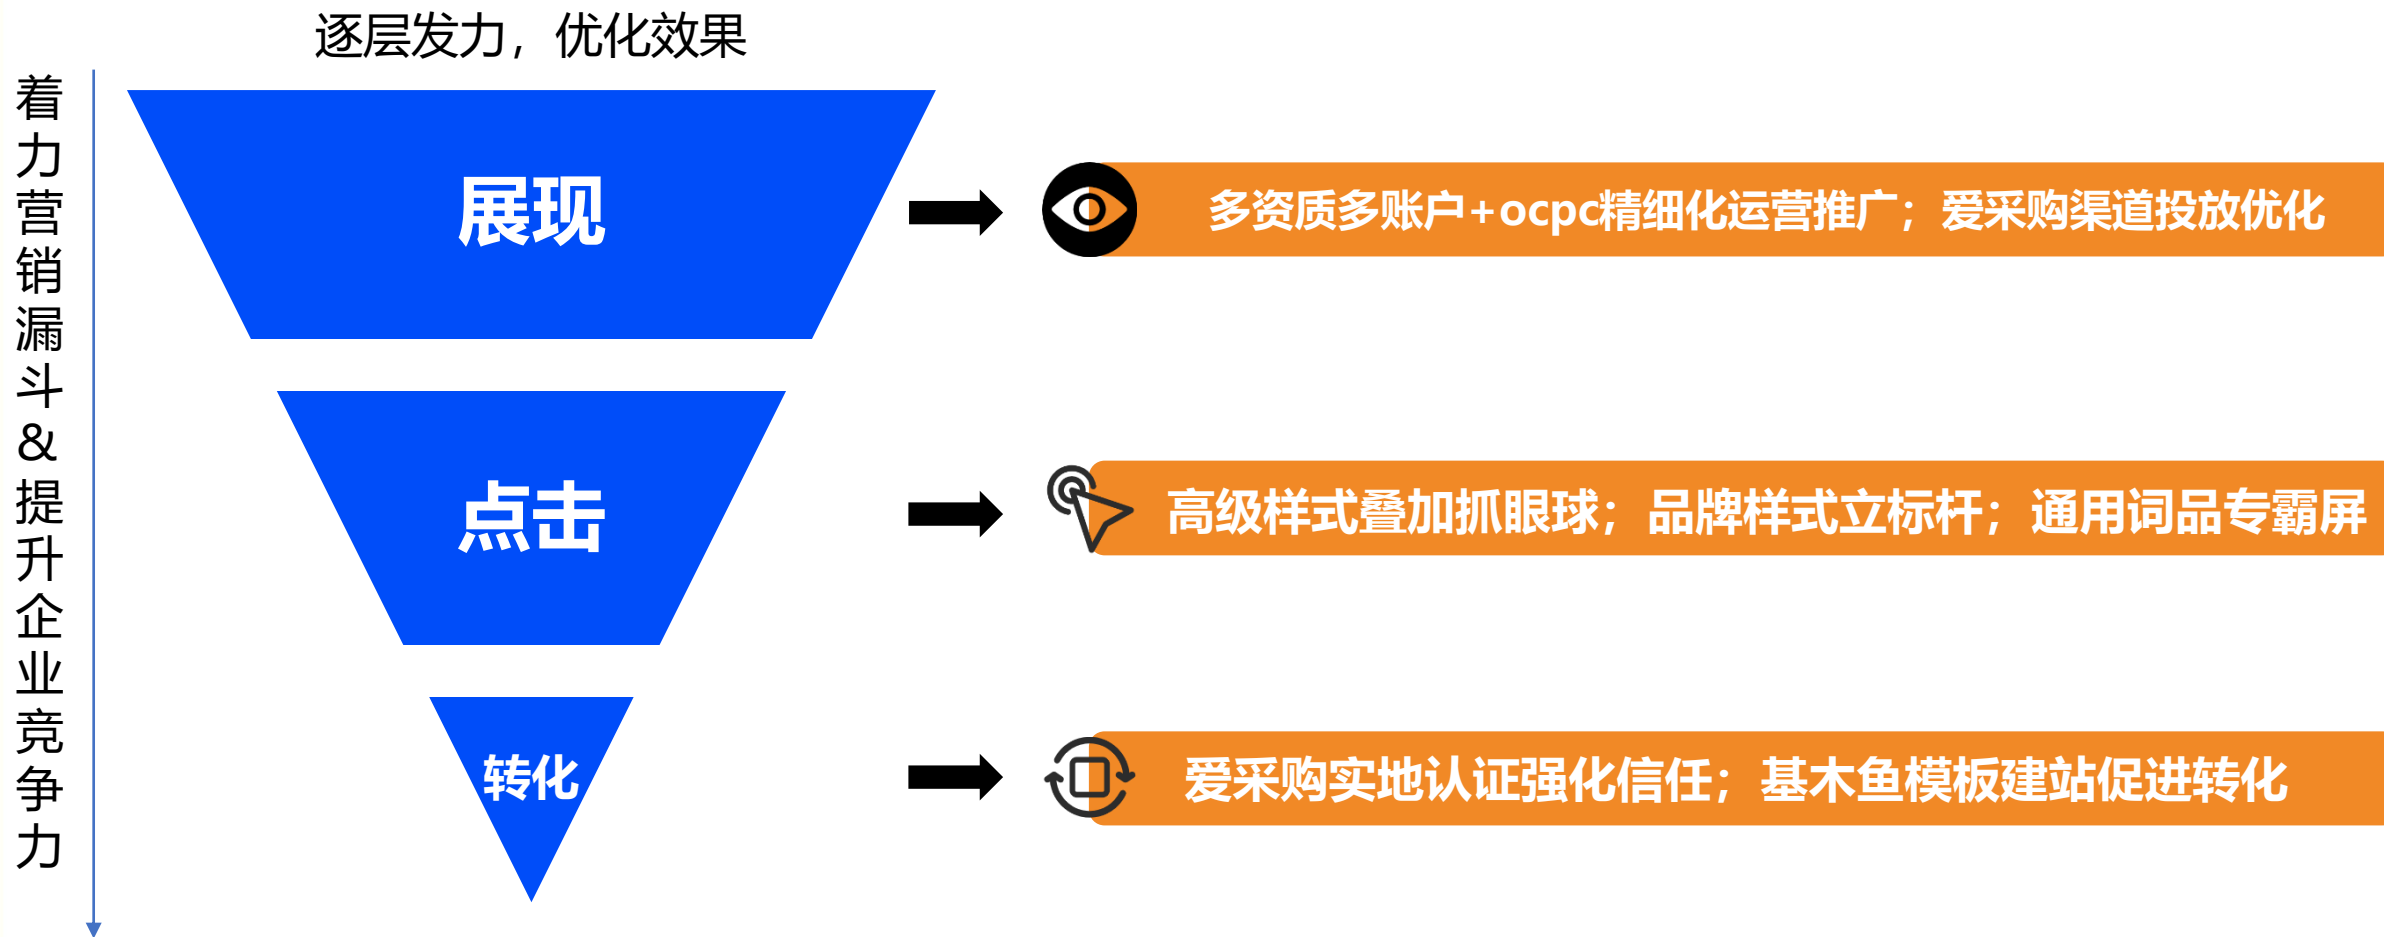 逐层发力，优化效果
着力营销漏斗&提升企业竞争力
展现
多资质多账户+ocpc精细化运营推广；爱采购渠道投放优化
点击
高级样式叠加抓眼球；品牌样式立标杆；通用词品专霸屏
转化
爱采购实地认证强化信任；基木鱼模板建站促进转化